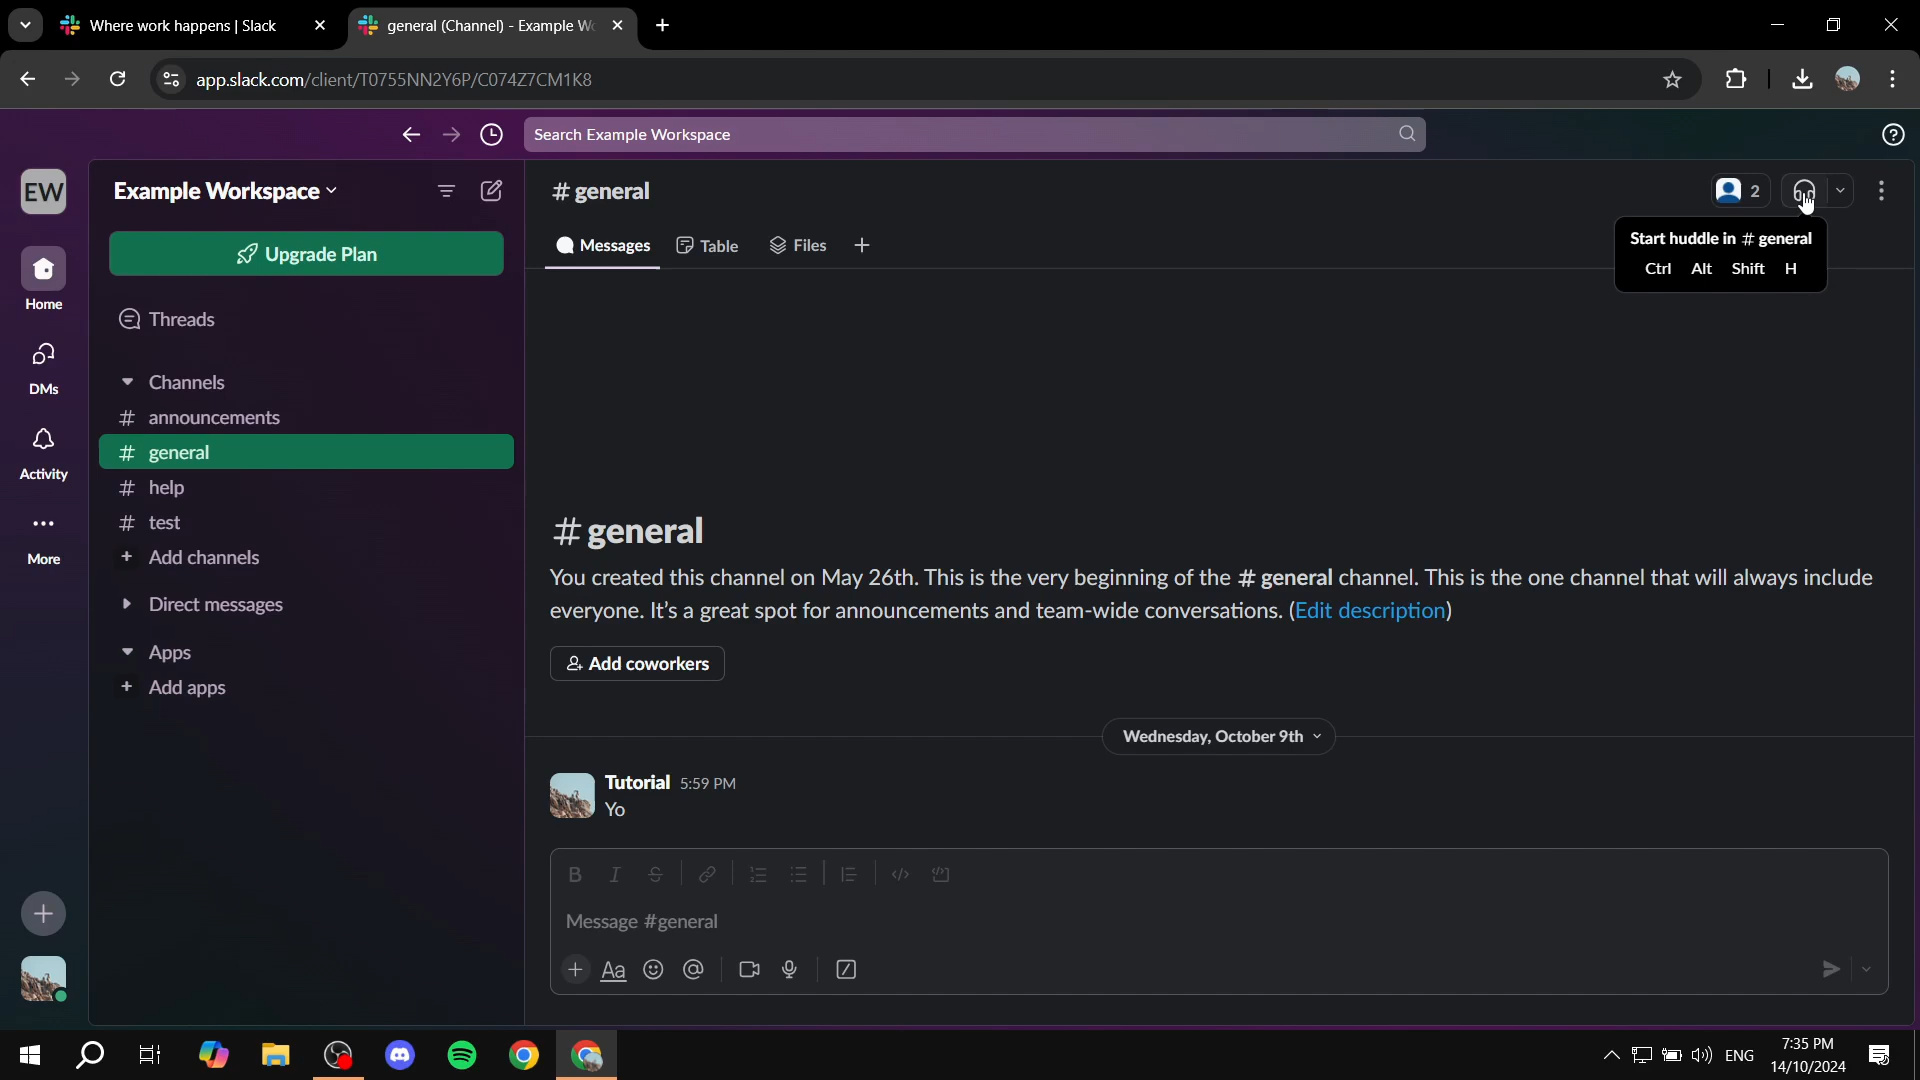 Where work happens | Slack
general (Channel) - Example Wo
app.slack.com/client/T0755NN2Y6P/C074Z7CM1K8
Search Example Workspace
EW
Example Workspace
# general
2
Upgrade Plan
Messages
Table
Files
Start huddle in # general
Ctrl Alt Shift H
Home
Threads
DMs
Channels
# announcements
Activity
# general
# help
# test
More
+ Add channels
Direct messages
Apps
+ Add apps
# general
You created this channel on May 26th. This is the very beginning of the # general channel. This is the one channel that will always include
everyone. It's a great spot for announcements and team-wide conversations. (Edit description)
Add coworkers
Wednesday, October 9th
Tutorial 5:59 PM
Yo
B I S
Message #general
Aa
ENG
7:35 PM
14/10/2024